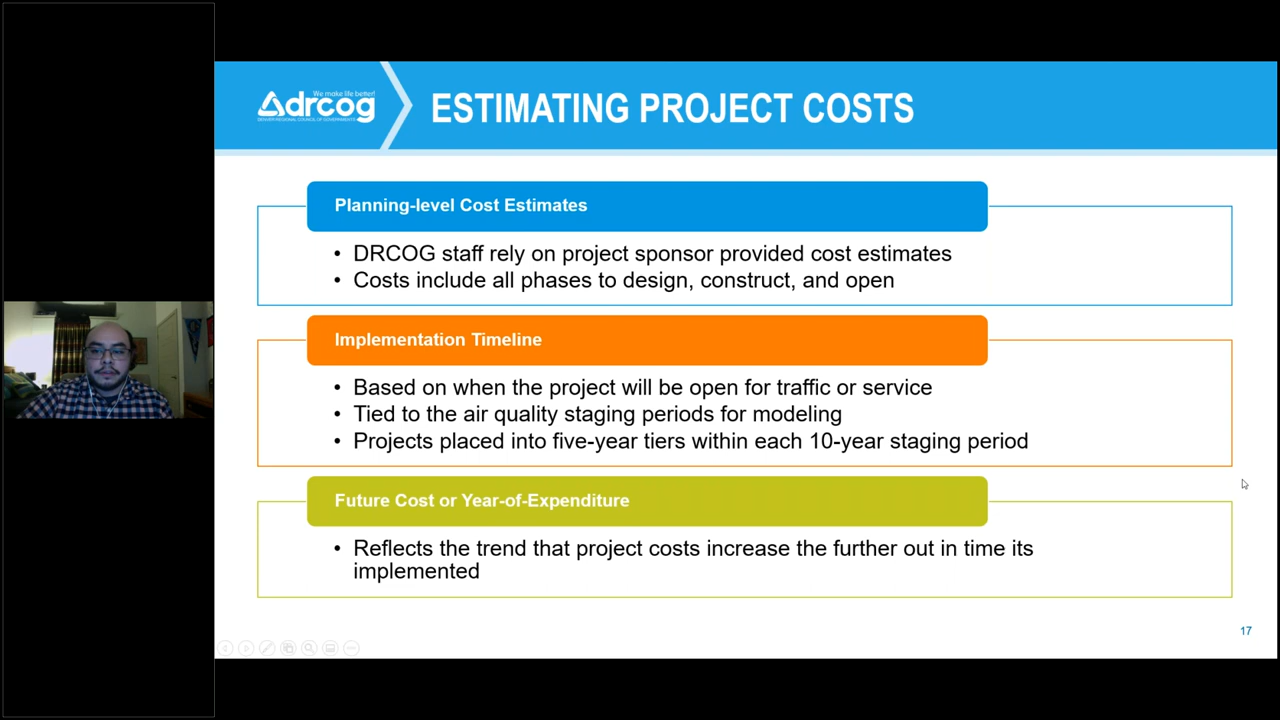 We make life better!
drcog
DENVER REGIONAL COUNCIL OF GOVERNMENTS
ESTIMATING PROJECT COSTS
Planning-level Cost Estimates
• DRCOG staff rely on project sponsor provided cost estimates
• Costs include all phases to design, construct, and open
Implementation Timeline
• Based on when the project will be open for traffic or service
• Tied to the air quality staging periods for modeling
• Projects placed into five-year tiers within each 10-year staging period
Future Cost or Year-of-Expenditure
• Reflects the trend that project costs increase the further out in time its
implemented
17